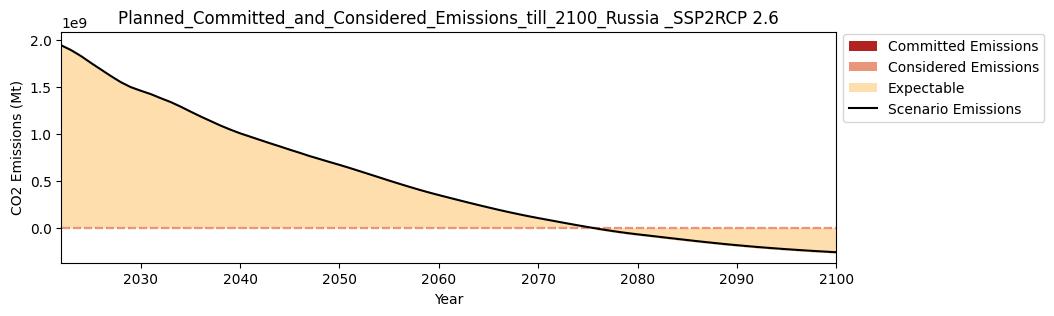 Planned_Committed_and_Considered_Emissions_till_2100_Russia _SSP2RCP 2.6
1e9
2.0
1.5
1.0
0.5
0.0
CO2 Emissions (Mt)
2030 2040 2050 2060 2070 2080 2090 2100
Year
Committed Emissions
Considered Emissions
Expectable
Scenario Emissions